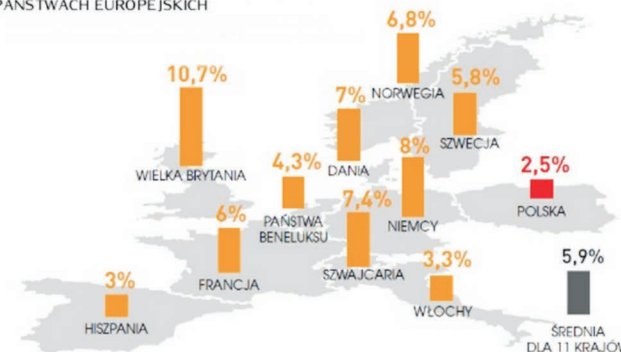 PAŃSTWACH EUROPEJSKICH
6,8%
NORWEGIA
10,7%
WIELKA BRYTANIA
7%
DANIA
5,8%
SZWECJA
4,3%
PAŃSTWA
BENELUKSU
8%
NIEMCY
2,5%
POLSKA
6%
FRANCJA
7,4%
SZWAJCARIA
3,3%
WŁOCHY
5,9%
ŚREDNIA
DLA 11 KRAJÓW
3%
HISZPANIA